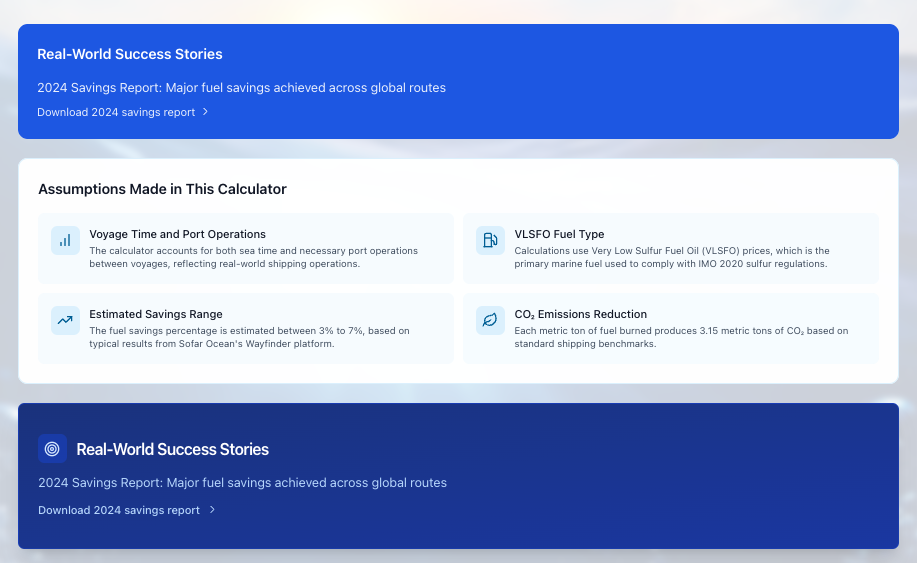 Real-World Success Stories
2024 Savings Report: Major fuel savings achieved across global routes
Download 2024 savings report
Assumptions Made in This Calculator
Voyage Time and Port Operations
The calculator accounts for both sea time and necessary port operations
between voyages, reflecting real-world shipping operations.
VLSFO Fuel Type
Calculations use Very Low Sulfur Fuel Oil (VLSFO) prices, which is the
primary marine fuel used to comply with IMO 2020 sulfur regulations.
Estimated Savings Range
The fuel savings percentage is estimated between 3% to 7%, based on
typical results from Sofar Ocean's Wayfinder platform.
CO₂ Emissions Reduction
Each metric ton of fuel burned produces 3.15 metric tons of CO₂ based on
standard shipping benchmarks.
Real-World Success Stories
2024 Savings Report: Major fuel savings achieved across global routes
Download 2024 savings report